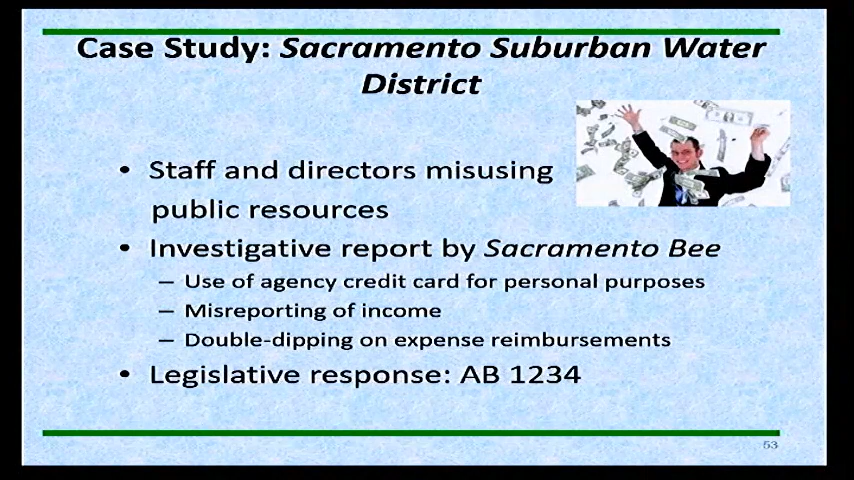 Case Study: Sacramento Suburban Water
District
• Staff and directors misusing
public resources
• Investigative report by Sacramento Bee
– Use of agency credit card for personal purposes
– Misreporting of income
– Double-dipping on expense reimbursements
• Legislative response: AB 1234
53